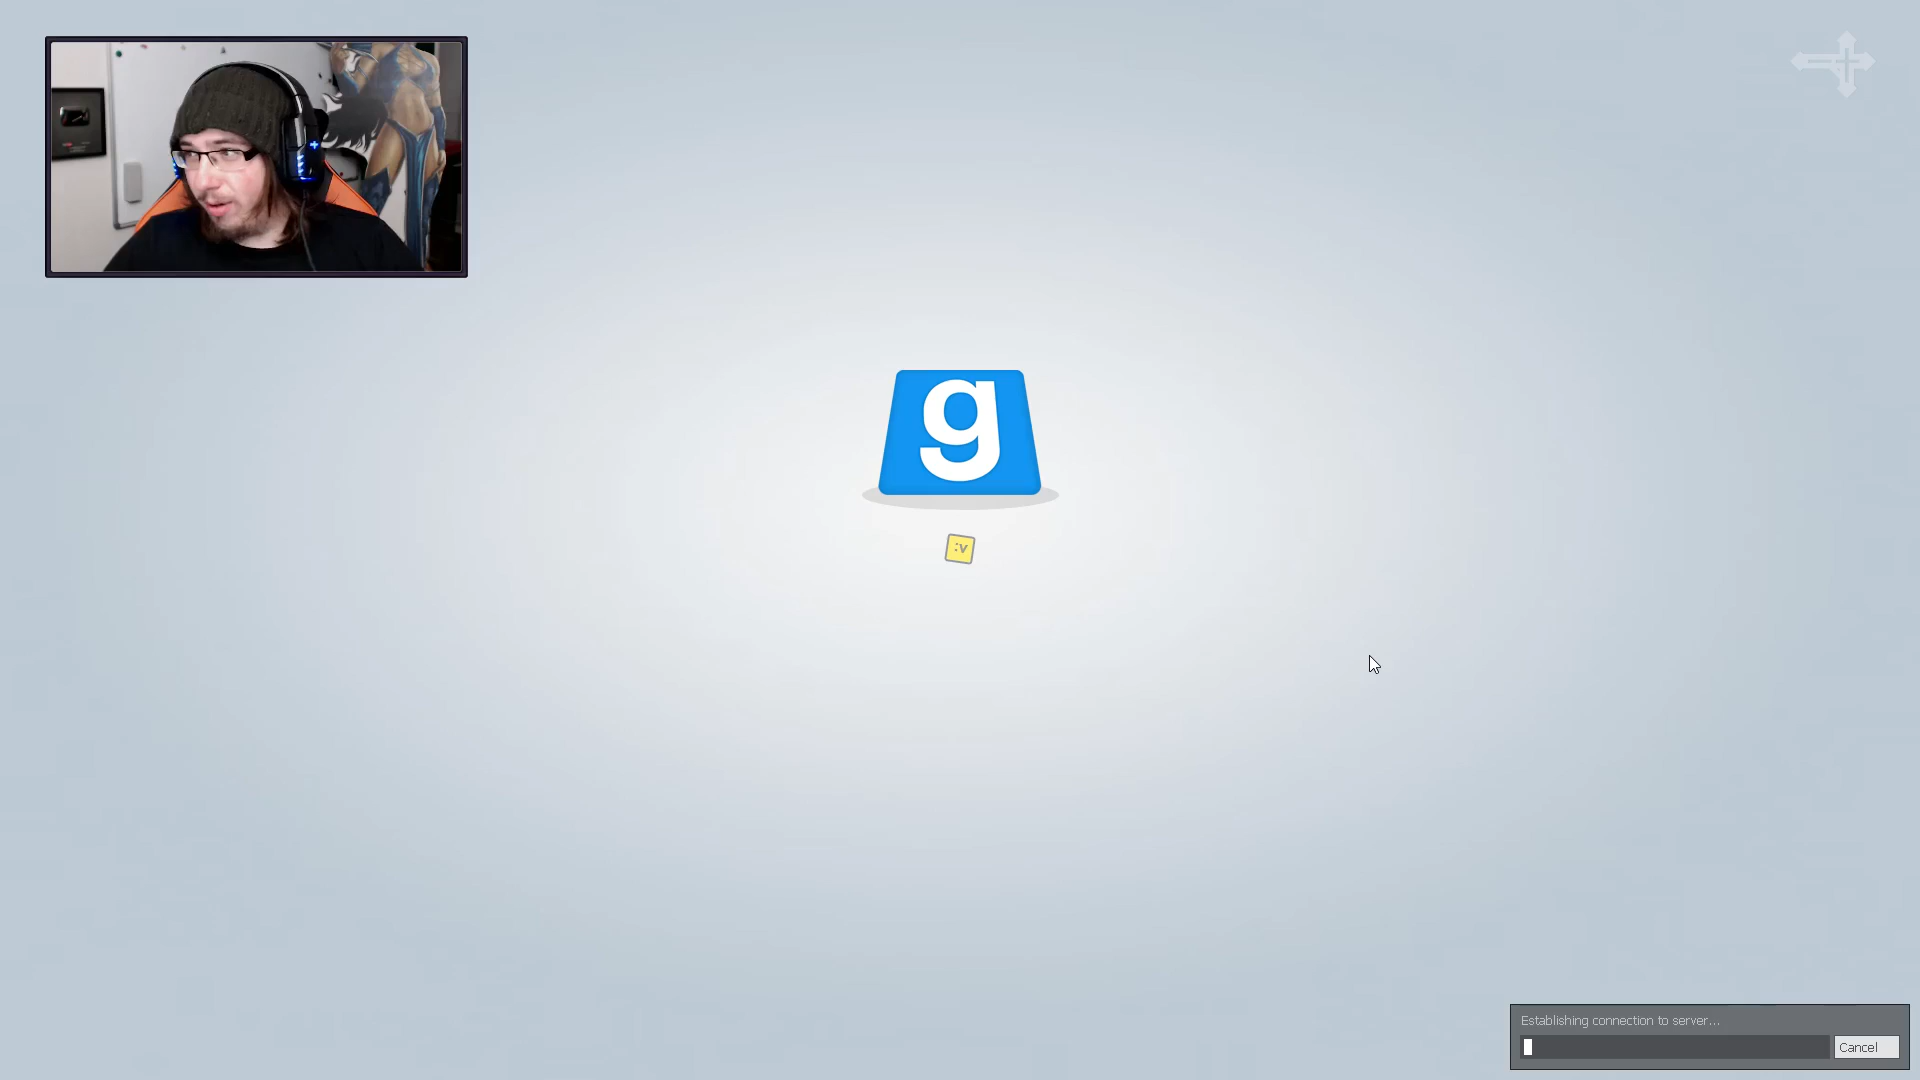 g
:v
Establishing connection to server...
Cancel